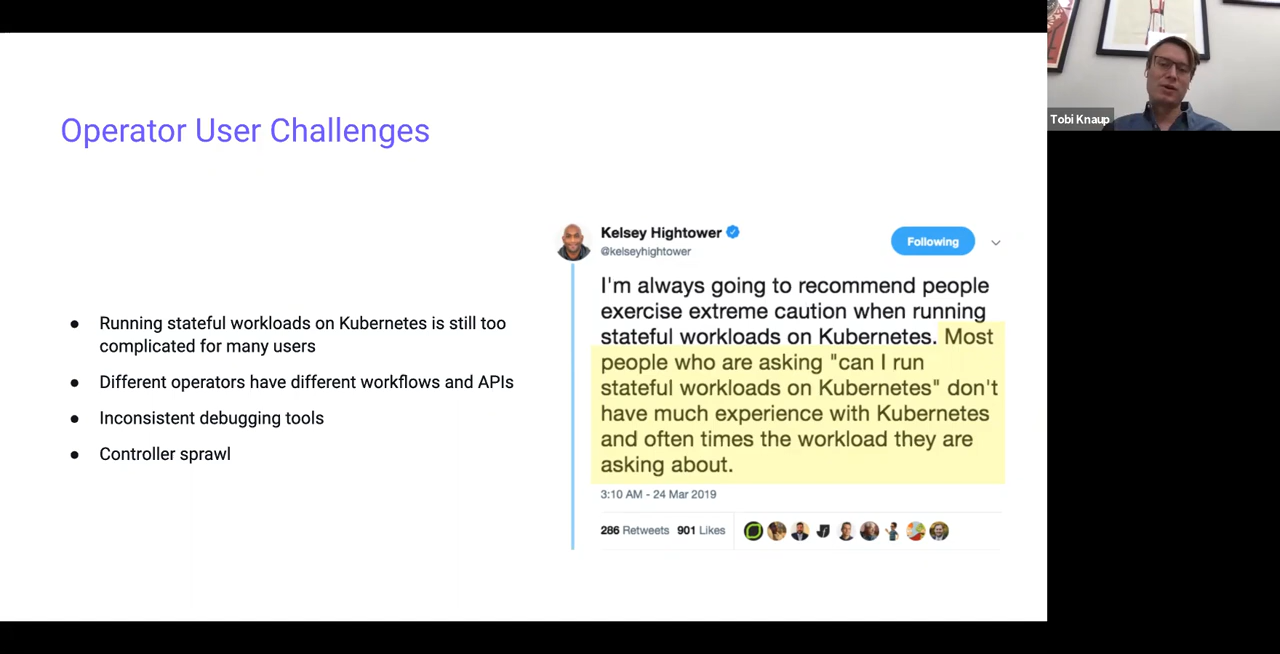 Operator User Challenges
Running stateful workloads on Kubernetes is still too
complicated for many users
Different operators have different workflows and APIs
Inconsistent debugging tools
Controller sprawl
Kelsey Hightower
@kelseyhightower
Following
I'm always going to recommend people
exercise extreme caution when running
stateful workloads on Kubernetes. Most
people who are asking "can I run
stateful workloads on Kubernetes" don't
have much experience with Kubernetes
and often times the workload they are
asking about.
3:10 AM - 24 Mar 2019
286 Retweets 901 Likes
Tobi Knaup